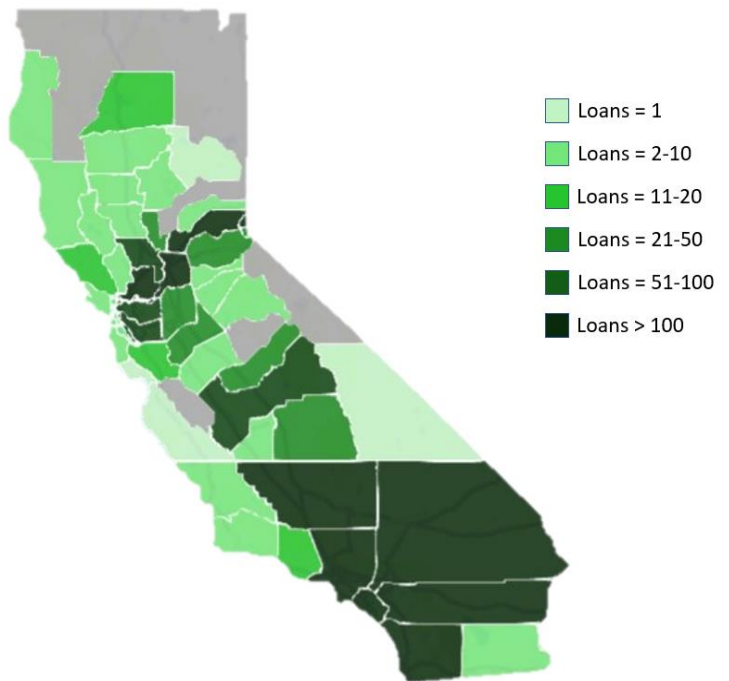 Loans = 1
Loans = 2-10
Loans = 11-20
Loans = 21-50
Loans = 51-100
Loans > 100